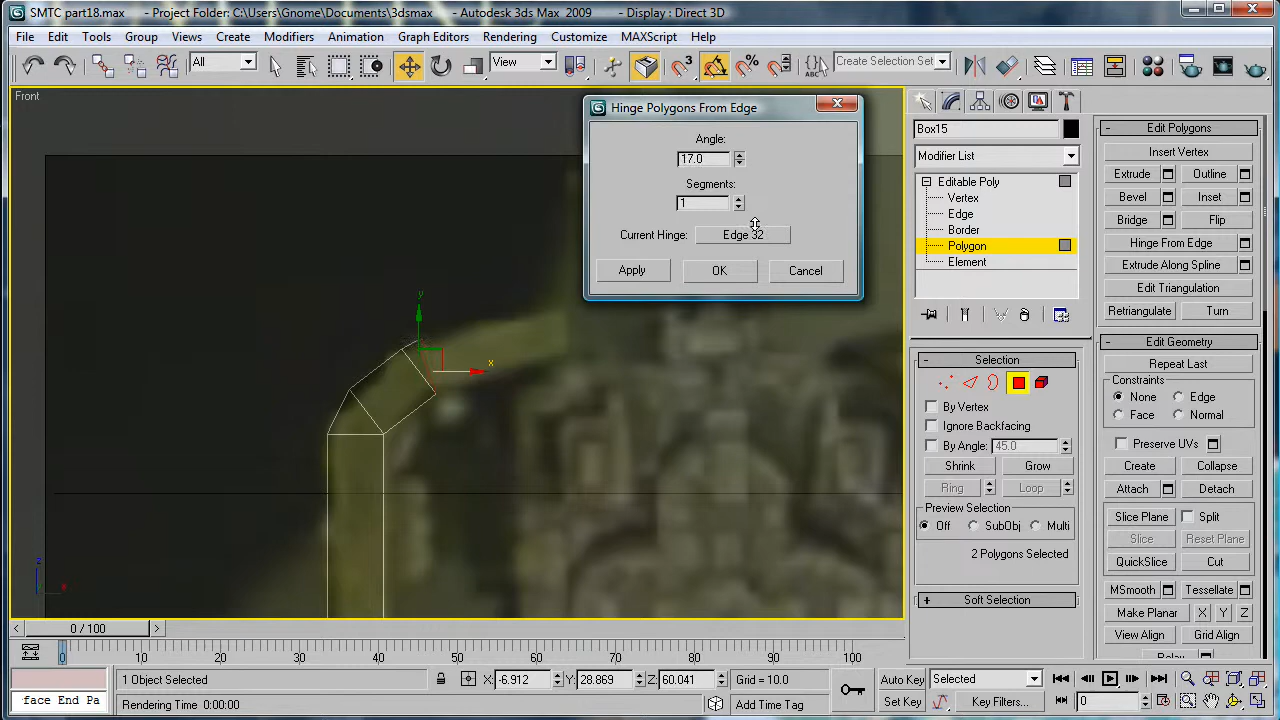 SMTC part18.max - Project Folder: C:\Users\Gnome\Documents\3dsmax - Autodesk 3ds Max 2009 - Display : Direct 3D
File Edit Tools Group Views Create Modifiers Animation Graph Editors Rendering Customize MAXScript Help
All View 3 % ABC Create Selection Set
Front
Hinge Polygons From Edge
Angle:
17.0
Segments:
1
Current Hinge: Edge 32
Apply OK Cancel
y
x
z
x
Box15
Modifier List
Editable Poly
Vertex
Edge
Border
Polygon
Element
- Selection
By Vertex
Ignore Backfacing
By Angle: 45.0
Shrink Grow
Ring Loop
Preview Selection
Off SubObj Multi
2 Polygons Selected
+ Soft Selection
- Edit Polygons
Insert Vertex
Extrude Outline
Bevel Inset
Bridge Flip
Hinge From Edge
Extrude Along Spline
Edit Triangulation
Retriangulate Turn
- Edit Geometry
Repeat Last
Constraints
None Edge
Face Normal
Preserve UVs
Create Collapse
Attach Detach
Slice Plane Split
Slice Reset Plane
QuickSlice Cut
MSmooth Tessellate
Make Planar X Y Z
View Align Grid Align
Relax
< 0 / 100 >
0 10 20 30 40 50 60 70 80 90 100
1 Object Selected X: -6.912 Y: 28.869 Z: 60.041 Grid = 10.0 Auto Key Selected
face End Pa Rendering Time 0:00:00 Add Time Tag Set Key Key Filters... 0